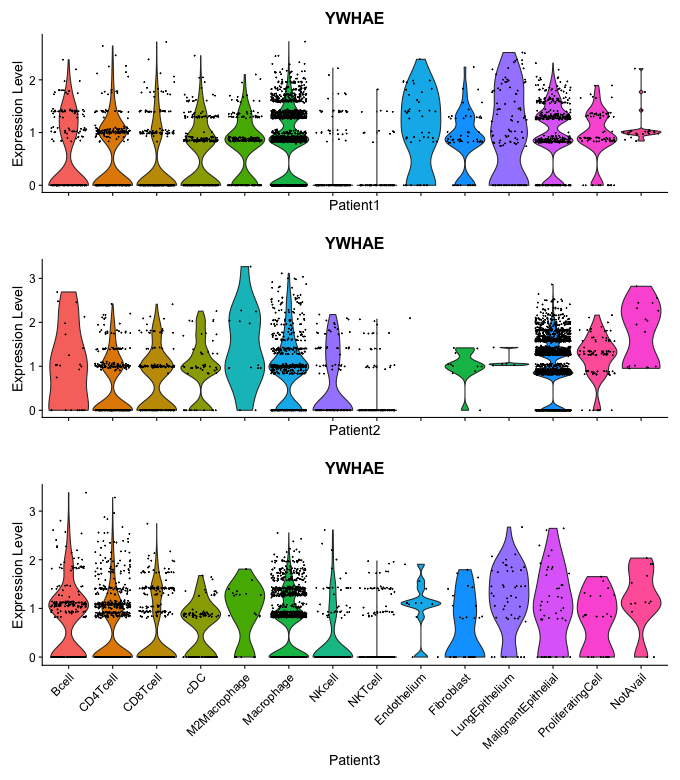 YWHAE
Expression Level
2
1
0
Patient1
YWHAE
Expression Level
3
2
1
0
Patient2
YWHAE
Expression Level
3
2
1
0
Bcell
CD4Tcell
CD8Tcell
cDC
M2Macrophage
Macrophage
NKcell
NKTcell
Endothelium
Fibroblast
LungEpithelium
MalignantEpithelial
ProliferatingCell
NotAvail
Patient3